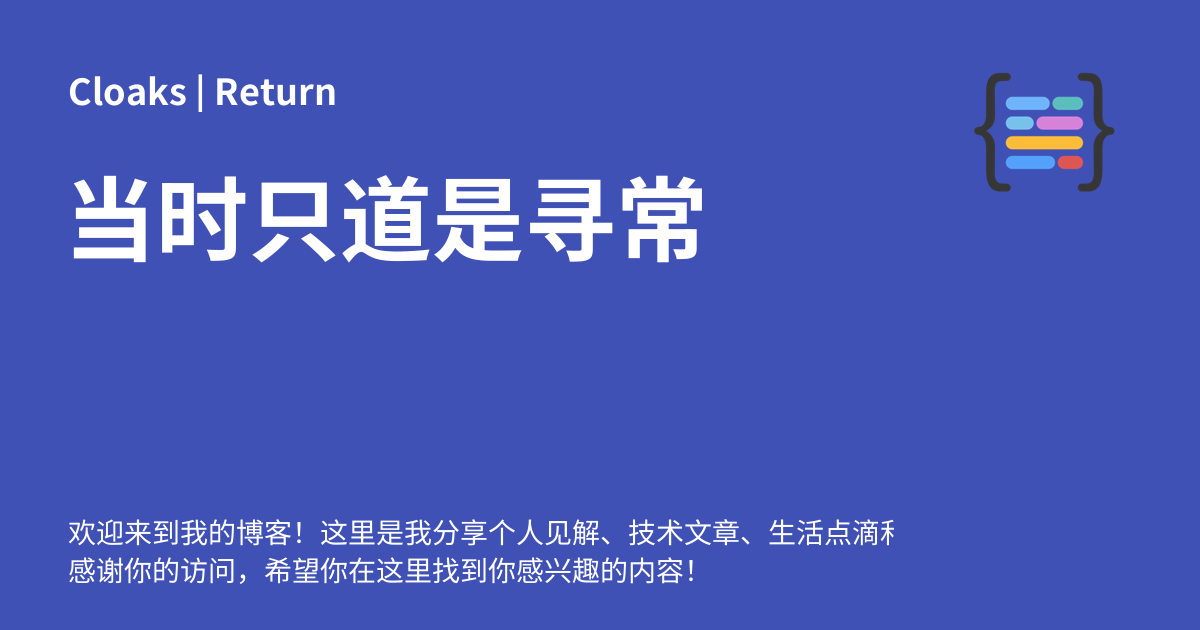 Cloaks | Return
当时只道是寻常
欢迎来到我的博客！这里是我分享个人见解、技术文章、生活点滴
感谢你的访问，希望你在这里找到你感兴趣的内容！